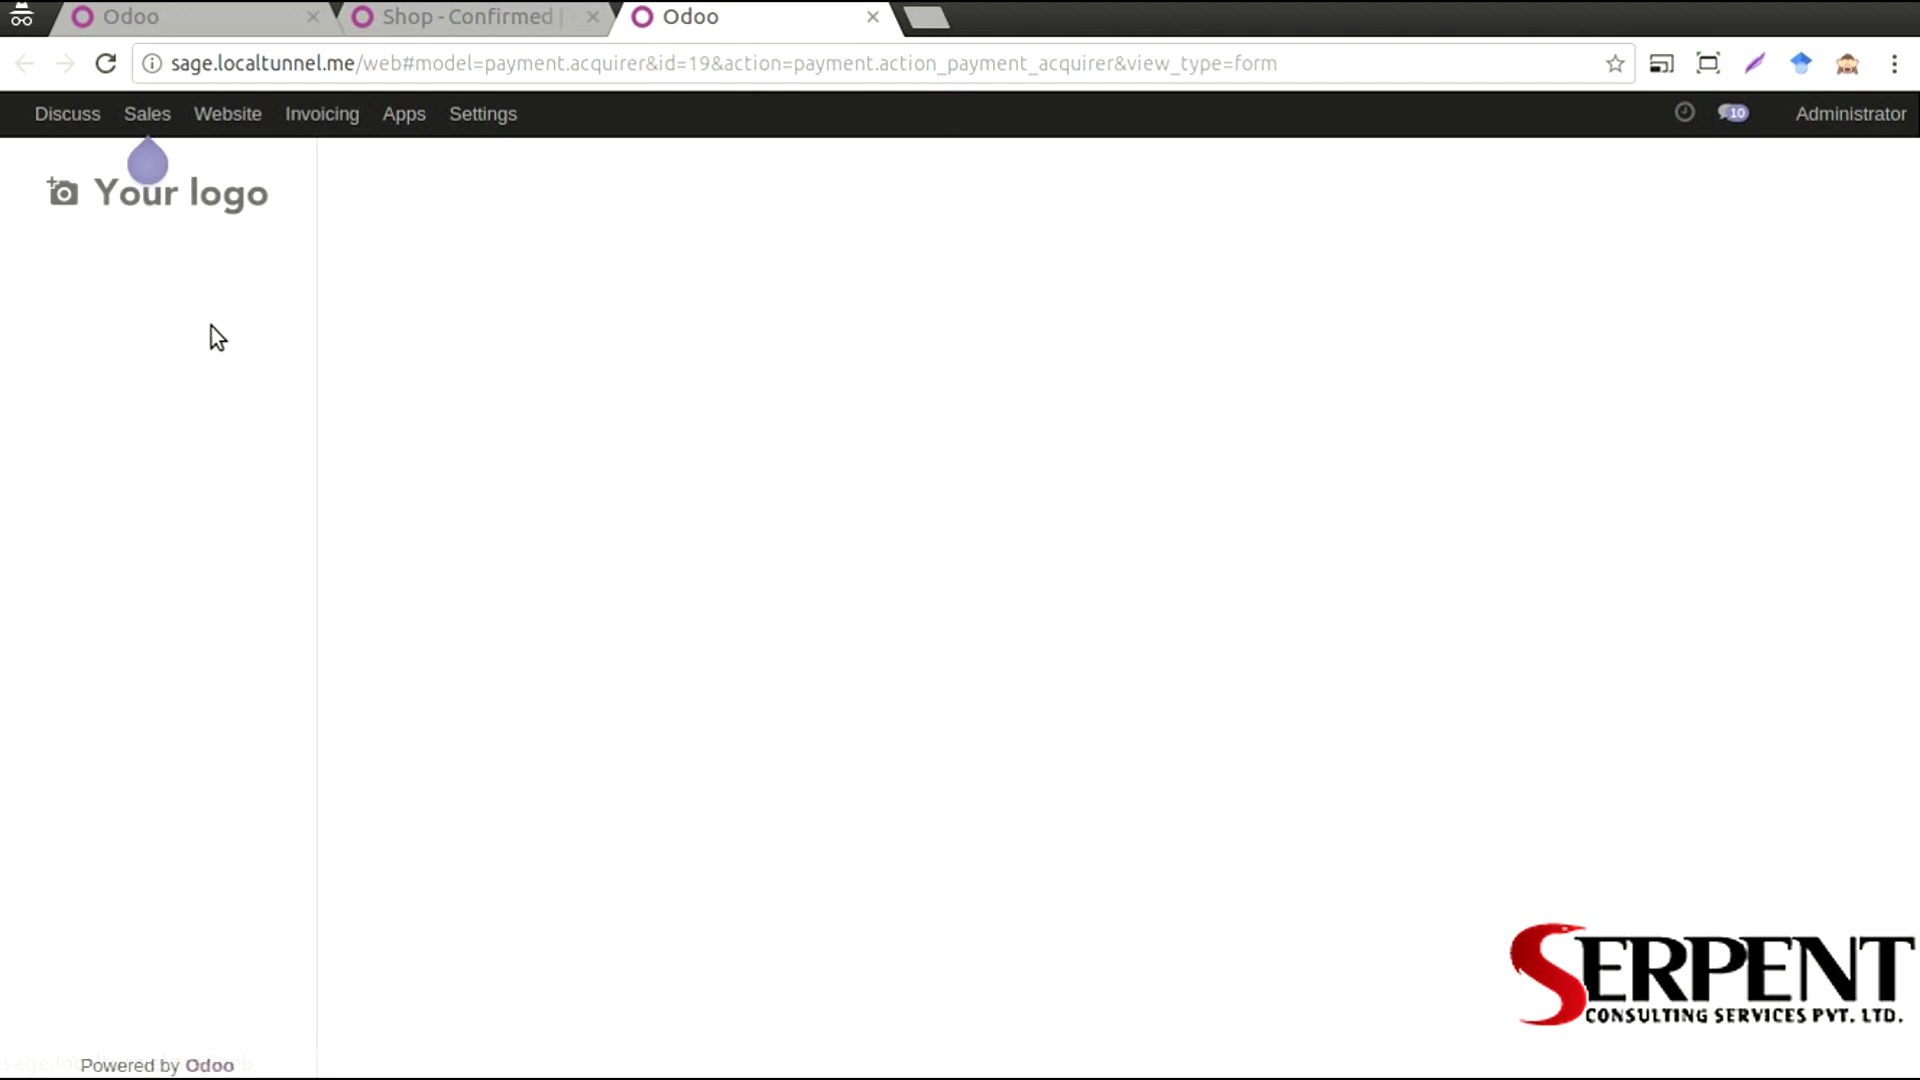 Odoo
Shop - Confirmed |
Odoo
sage.localtunnel.me/web#model=payment.acquirer&id=19&action=payment.action_payment_acquirer&view_type=form
Discuss Sales Website Invoicing Apps Settings
10 Administrator
Your logo
SERPENT
CONSULTING SERVICES PVT. LTD.
Powered by Odoo